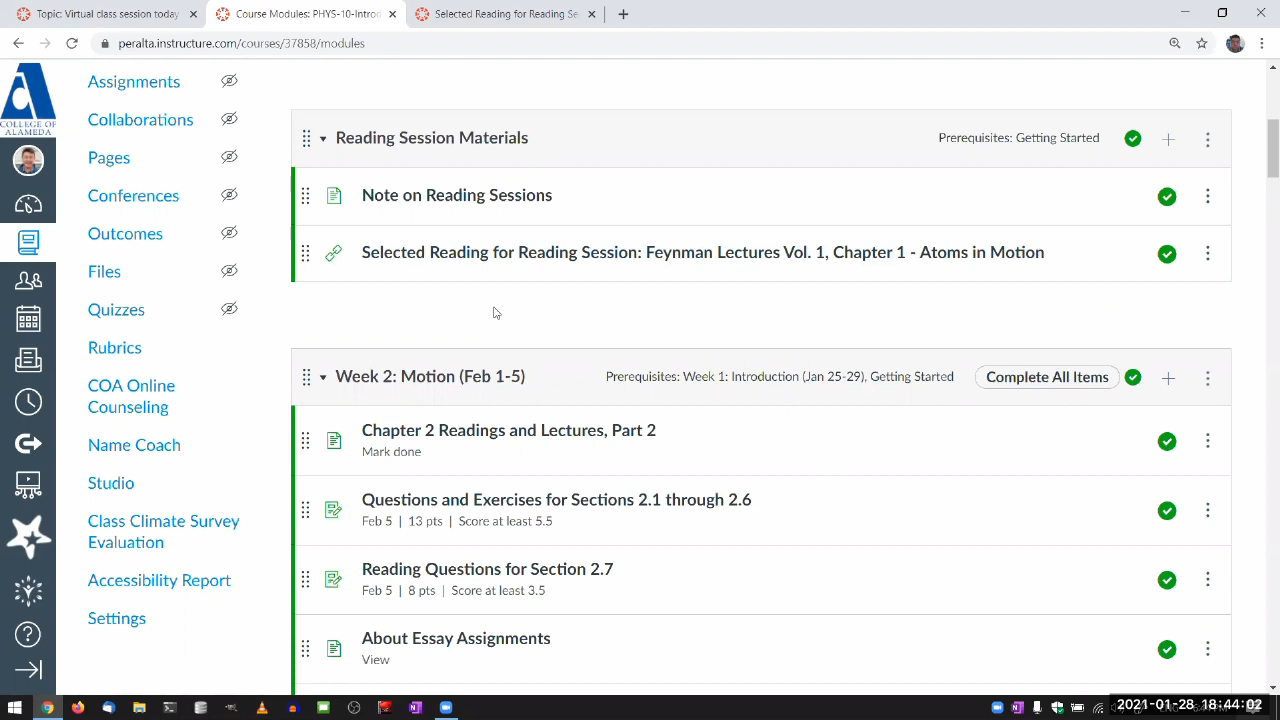 Topic: Virtual class climate survey
Course Modules: PHYS-10-Introd
Selected Reading for Reading Se
peralta.instructure.com/courses/37858/modules
COLLEGE OF
ALAMEDA
Assignments
Collaborations
Pages
Conferences
Outcomes
Files
Quizzes
Rubrics
COA Online
Counseling
Name Coach
Studio
Class Climate Survey
Evaluation
Accessibility Report
Settings
Reading Session Materials
Prerequisites: Getting Started
Note on Reading Sessions
Selected Reading for Reading Session: Feynman Lectures Vol. 1, Chapter 1 - Atoms in Motion
Week 2: Motion (Feb 1-5)
Prerequisites: Week 1: Introduction (Jan 25-29), Getting Started
Complete All Items
Chapter 2 Readings and Lectures, Part 2
Mark done
Questions and Exercises for Sections 2.1 through 2.6
Feb 5 | 13 pts | Score at least 5.5
Reading Questions for Section 2.7
Feb 5 | 8 pts | Score at least 3.5
About Essay Assignments
View
2021-01-28 18:44:02